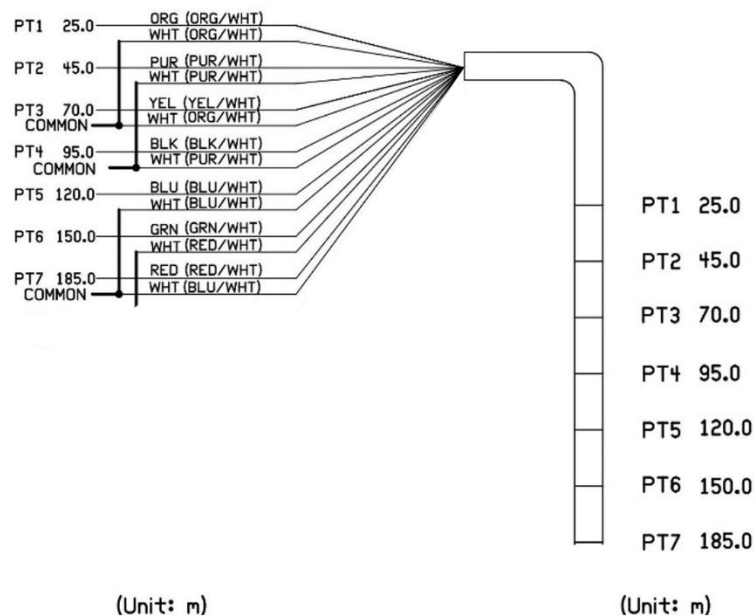 PT1 25.0 ORG (ORG/WHT)
WHT (ORG/WHT)
PT2 45.0 PUR (PUR/WHT)
WHT (PUR/WHT)
PT3 70.0 YEL (YEL/WHT)
COMMON WHT (ORG/WHT)
PT4 95.0 BLK (BLK/WHT)
COMMON WHT (PUR/WHT)
PT5 120.0 BLU (BLU/WHT)
WHT (BLU/WHT)
PT6 150.0 GRN (GRN/WHT)
WHT (RED/WHT)
PT7 185.0 RED (RED/WHT)
COMMON WHT (BLU/WHT)
(Unit: m)
PT1 25.0
PT2 45.0
PT3 70.0
PT4 95.0
PT5 120.0
PT6 150.0
PT7 185.0
(Unit: m)